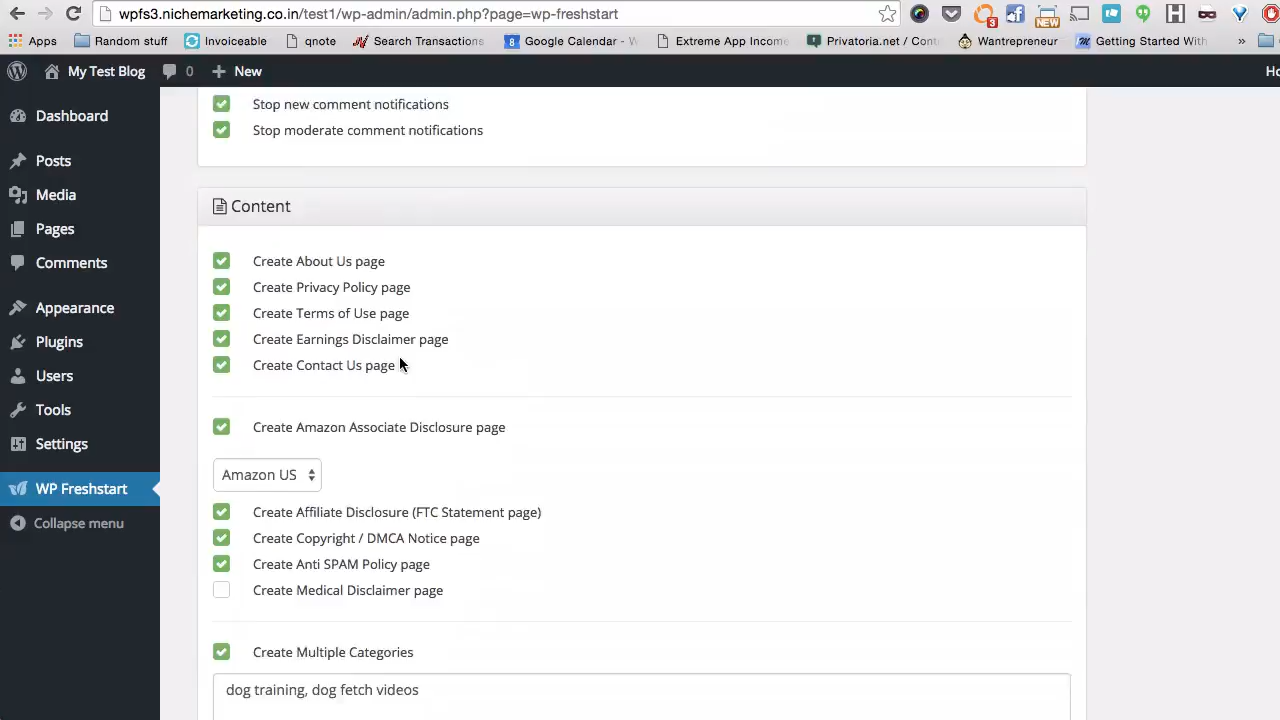 wpfs3.nichemarketing.co.in/test1/wp-admin/admin.php?page=wp-freshstart
3
NEW
Apps Random stuff Invoiceable qnote Search Transactions Google Calendar - W Extreme App Income Privatoria.net / Cont Wantrepreneur Getting Started With »
My Test Blog 0 + New Ho
Dashboard
Posts
Media
Pages
Comments
Appearance
Plugins
Users
Tools
Settings
WP Freshstart
Collapse menu
Stop new comment notifications
Stop moderate comment notifications
Content
Create About Us page
Create Privacy Policy page
Create Terms of Use page
Create Earnings Disclaimer page
Create Contact Us page
Create Amazon Associate Disclosure page
Amazon US
Create Affiliate Disclosure (FTC Statement page)
Create Copyright / DMCA Notice page
Create Anti SPAM Policy page
Create Medical Disclaimer page
Create Multiple Categories
dog training, dog fetch videos